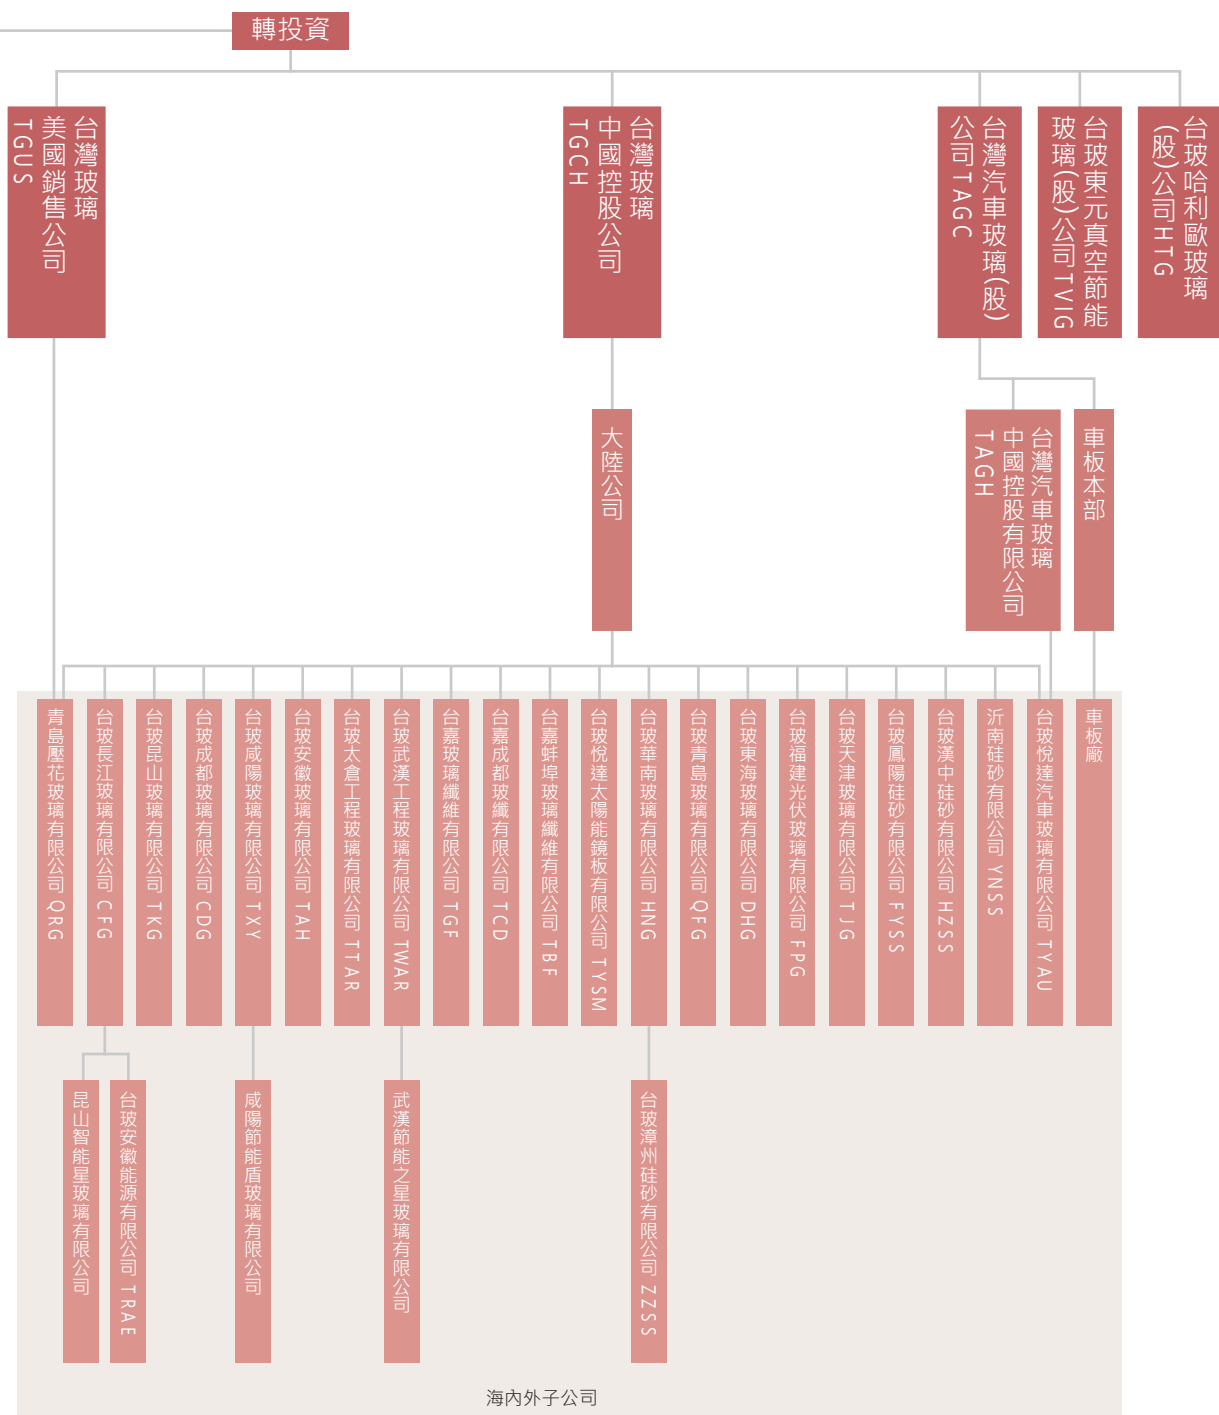 轉投資
台灣玻璃
美國銷售公司
TGUS
台灣玻璃
中國控股公司
TGCH
台灣汽車玻璃(股)
公司TAGC
台玻東元真空節能
玻璃(股)公司TVIG
台玻哈利歐玻璃
(股)公司HTG
大陸公司
台灣汽車玻璃
中國控股有限公司
TAGH
車板本部
青島壓花玻璃有限公司 QRG
台玻長江玻璃有限公司 CFG
台玻昆山玻璃有限公司 TKG
台玻成都玻璃有限公司 CDG
台玻咸陽玻璃有限公司 TXY
台玻安徽玻璃有限公司 TAH
台玻太倉工程玻璃有限公司 TTAR
台玻武漢工程玻璃有限公司 TWAR
台嘉玻璃纖維有限公司 TGF
台嘉成都玻纖有限公司 TCD
台嘉蚌埠玻璃纖維有限公司 TBF
台玻悅達太陽能鏡板有限公司 TYSM
台玻華南玻璃有限公司 HNG
台玻青島玻璃有限公司 QFG
台玻東海玻璃有限公司 DHG
台玻福建光伏玻璃有限公司 FPG
台玻天津玻璃有限公司 TJG
台玻鳳陽硅砂有限公司 FYSS
台玻漢中硅砂有限公司 HZSS
沂南硅砂有限公司 YNSS
台玻悅達汽車玻璃有限公司 TYAU
車板廠
昆山智能星玻璃有限公司
台玻安徽能源有限公司 TRAE
咸陽節能盾玻璃有限公司
武漢節能之星玻璃有限公司
台玻漳州硅砂有限公司 ZZSS
海內外子公司